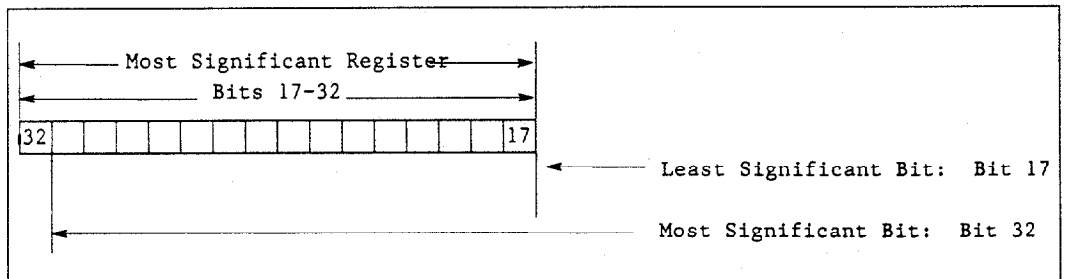 Most Significant Register
Bits 17-32
32 17
Least Significant Bit: Bit 17
Most Significant Bit: Bit 32